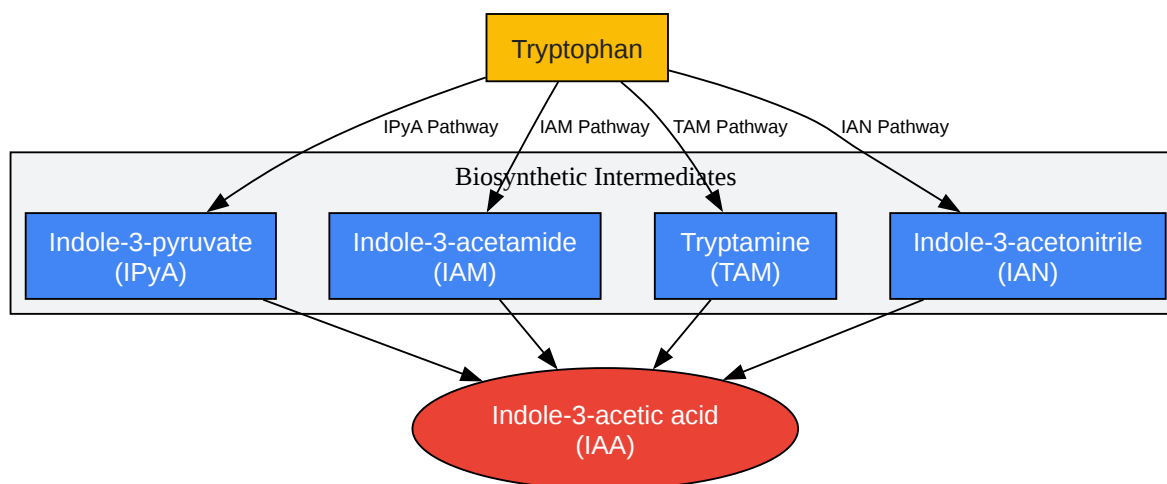 Tryptophan
IPyA Pathway
IAM Pathway
TAM Pathway
IAN Pathway
Biosynthetic Intermediates
Indole-3-pyruvate
(IPyA)
Indole-3-acetamide
(IAM)
Tryptamine
(TAM)
Indole-3-acetonitrile
(IAN)
Indole-3-acetic acid
(IAA)